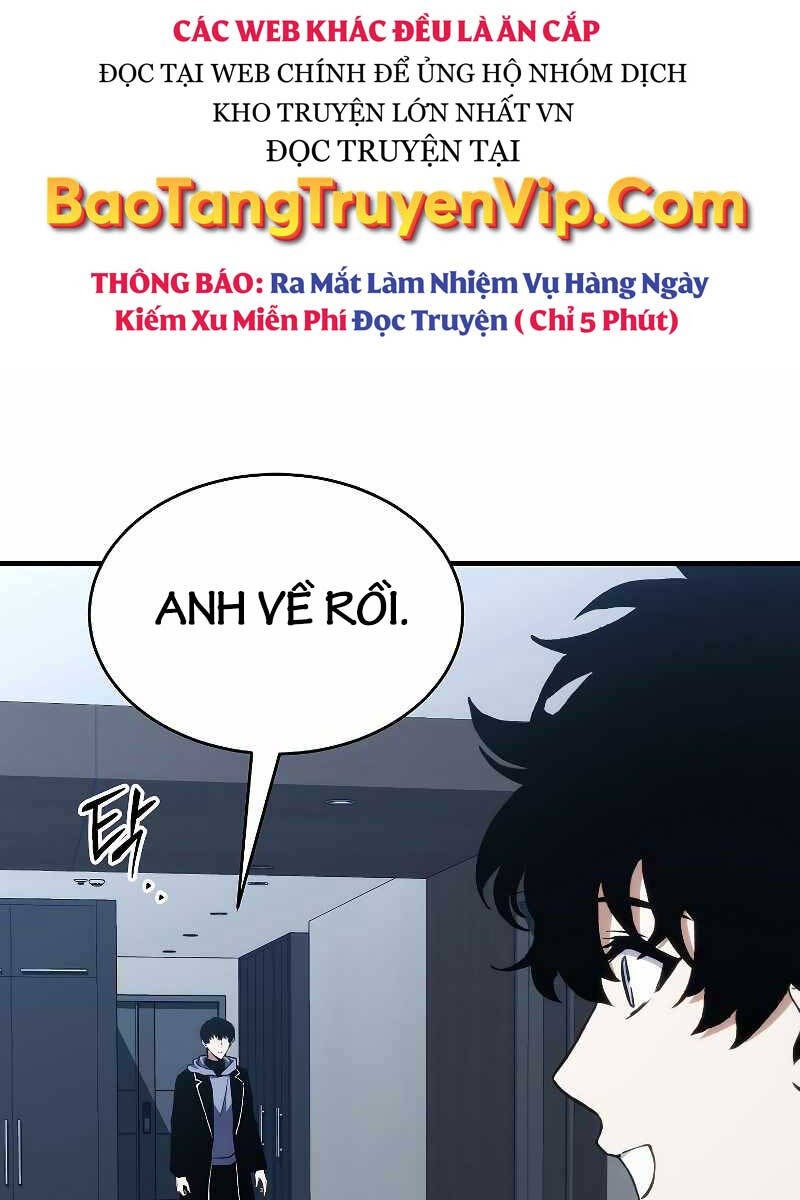 CÁC WEB KHÁC ĐỀU LÀ ĂN CẮP
ĐỌC TẠI WEB CHÍNH ĐỂ ỦNG HỘ NHÓM DỊCH
KHO TRUYỆN LỚN NHẤT VN
ĐỌC TRUYỆN TẠI
BaoTangTruyenVip.Com
THÔNG BÁO: Ra Mắt Làm Nhiệm Vụ Hàng Ngày
Kiếm Xu Miễn Phí Đọc Truyện ( Chỉ 5 Phút)
ANH VỀ RỒI.
탁...